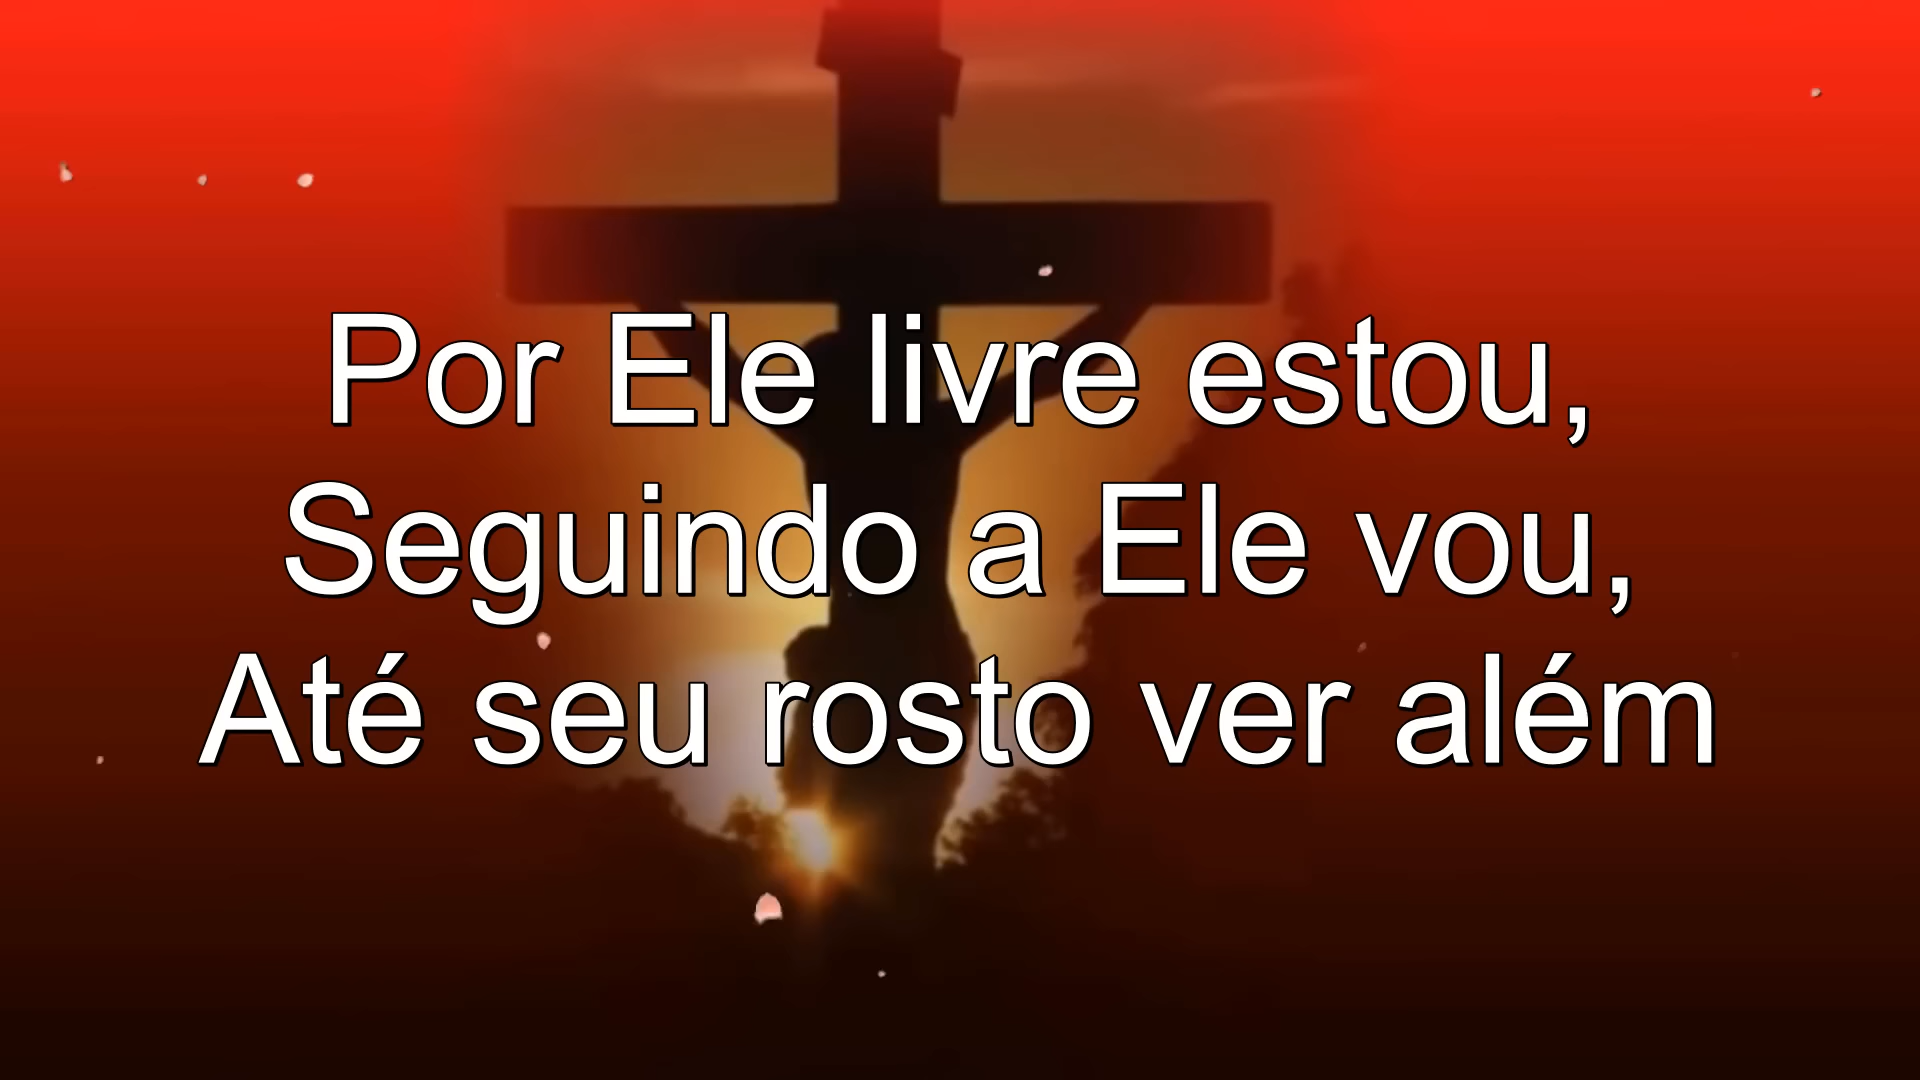 Por Ele livre estou,
Seguindo a Ele vou,
Até seu rosto ver além